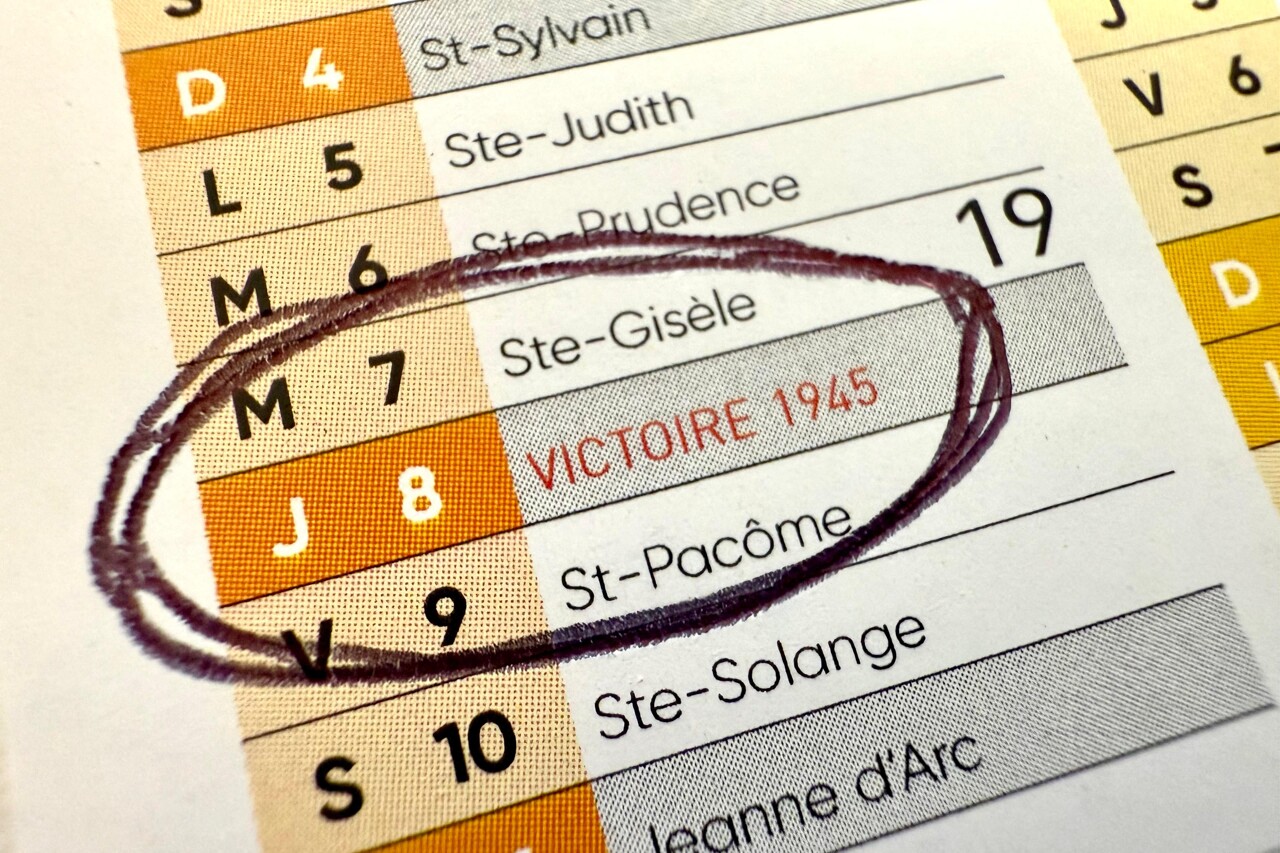 S
D 4 St-Sylvain
L 5 Ste-Judith
M 6 Ste-Prudence
19
M 7 Ste-Gisèle
J 8 VICTOIRE 1945
V 9 St-Pacôme
S 10 Ste-Solange
Jeanne d'Arc
J
V 6
S
D